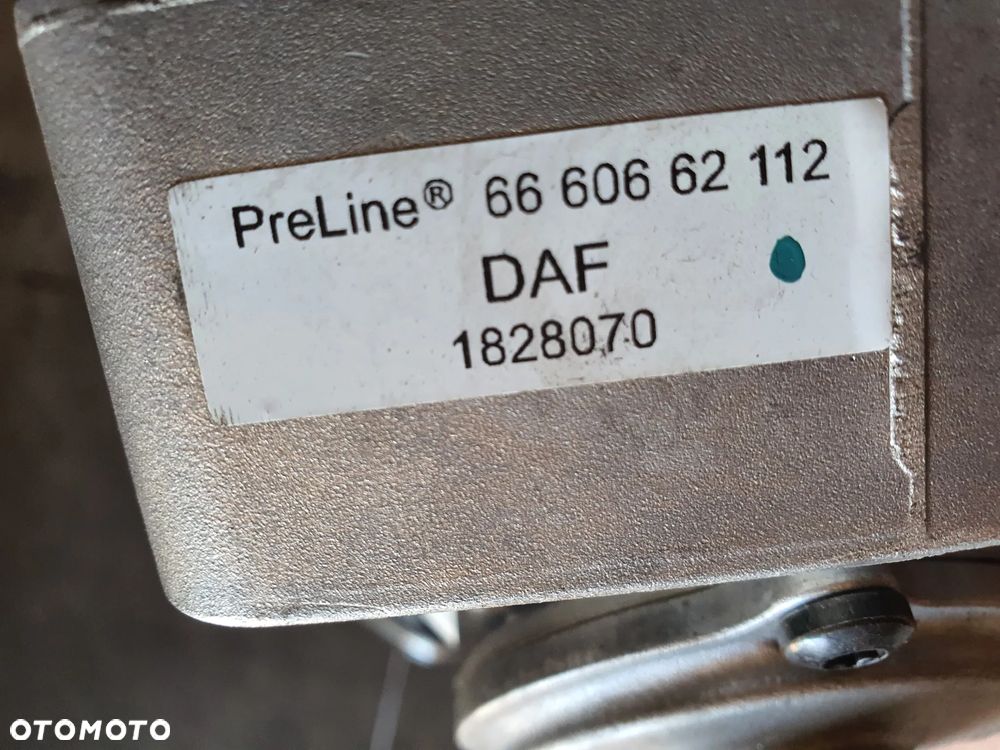 PreLine® 66 606 62 112
DAF
1828070
OTOMOTO